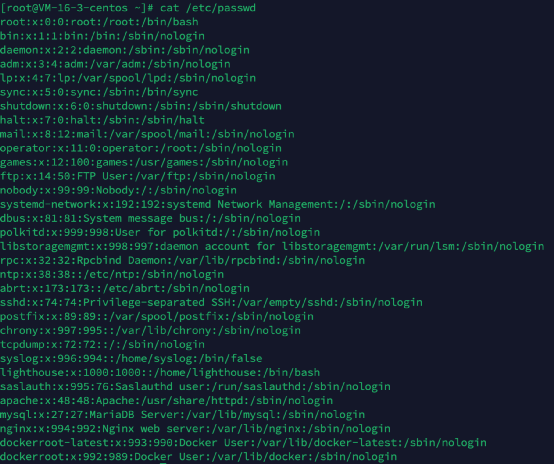 [root@VM-16-3-centos ~]# cat /etc/passwd
root:x:0:0:root:/root:/bin/bash
bin:x:1:1:bin:/bin:/sbin/nologin
daemon:x:2:2:daemon:/sbin:/sbin/nologin
adm:x:3:4:adm:/var/adm:/sbin/nologin
lp:x:4:7:lp:/var/spool/lpd:/sbin/nologin
sync:x:5:0:sync:/sbin:/bin/sync
shutdown:x:6:0:shutdown:/sbin:/sbin/shutdown
halt:x:7:0:halt:/sbin:/sbin/halt
mail:x:8:12:mail:/var/spool/mail:/sbin/nologin
operator:x:11:0:operator:/root:/sbin/nologin
games:x:12:100:games:/usr/games:/sbin/nologin
ftp:x:14:50:FTP User:/var/ftp:/sbin/nologin
nobody:x:99:99:Nobody:/:/sbin/nologin
systemd-network:x:192:192:systemd Network Management:/:/sbin/nologin
dbus:x:81:81:System message bus:/:/sbin/nologin
polkitd:x:999:998:User for polkitd:/:/sbin/nologin
libstoragemgmt:x:998:997:daemon account for libstoragemgmt:/var/run/lsm:/sbin/nologin
rpc:x:32:32:Rpcbind Daemon:/var/lib/rpcbind:/sbin/nologin
ntp:x:38:38::/etc/ntp:/sbin/nologin
abrt:x:173:173::/etc/abrt:/sbin/nologin
sshd:x:74:74:Privilege-separated SSH:/var/empty/sshd:/sbin/nologin
postfix:x:89:89::/var/spool/postfix:/sbin/nologin
chrony:x:997:995::/var/lib/chrony:/sbin/nologin
tcpdump:x:72:72::/:/sbin/nologin
syslog:x:996:994::/home/syslog:/bin/false
lighthouse:x:1000:1000::/home/lighthouse:/bin/bash
saslauth:x:995:76:Saslauthd user:/run/saslauthd:/sbin/nologin
apache:x:48:48:Apache:/usr/share/httpd:/sbin/nologin
mysql:x:27:27:MariaDB Server:/var/lib/mysql:/sbin/nologin
nginx:x:994:992:Nginx web server:/var/lib/nginx:/sbin/nologin
dockerroot-latest:x:993:990:Docker User:/var/lib/docker-latest:/sbin/nologin
dockerroot:x:992:989:Docker User:/var/lib/docker:/sbin/nologin